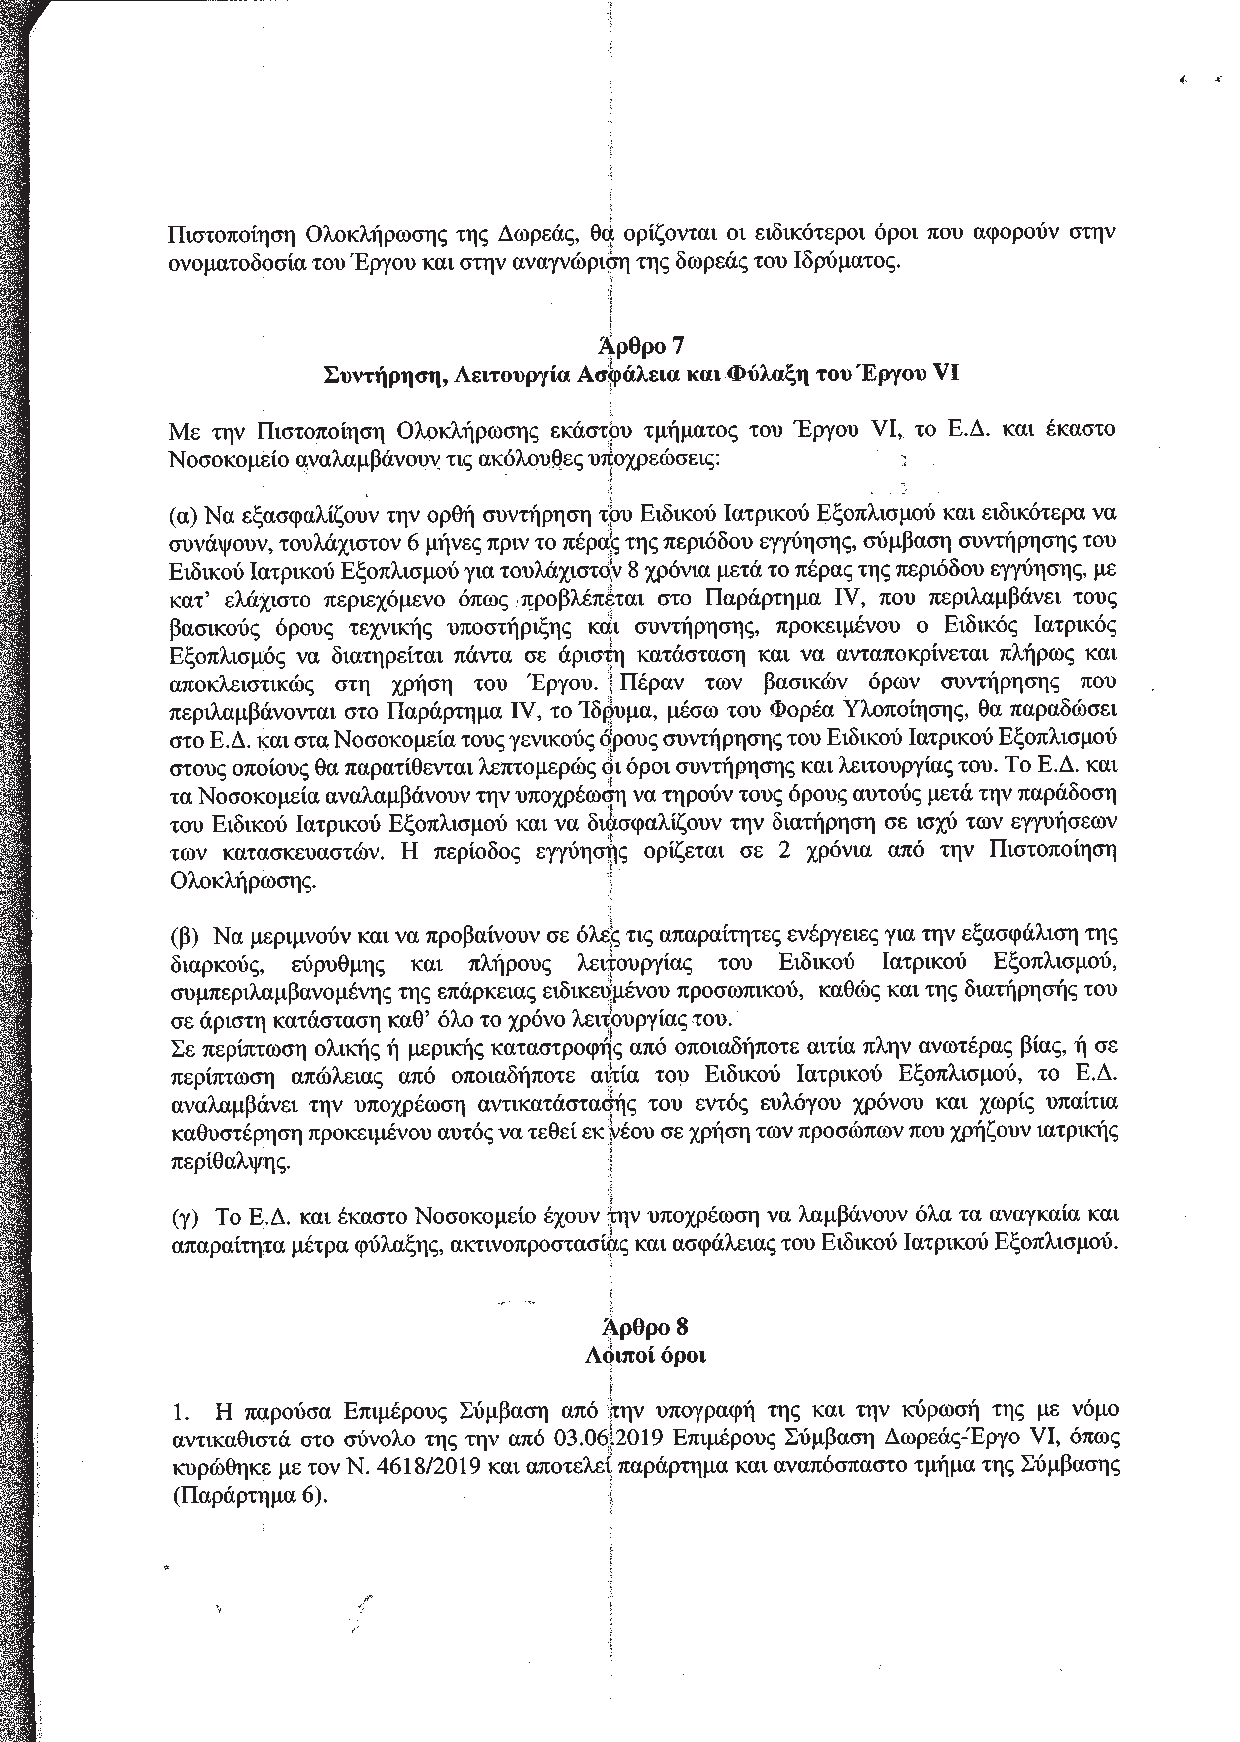 Πιστοποίηση Ολοκλήρωσης της Δωρεάς, θα ορίζονται οι ειδικότεροι όροι που αφορούν στην
ονοματοδοσία του Έργου και στην αναγνώριση της δωρεάς του Ιδρύματος.
Άρθρο 7
Συντήρηση, Λειτουργία Ασφάλεια και Φύλαξη του Έργου VI
Με την Πιστοποίηση Ολοκλήρωσης εκάστου τμήματος του Έργου VI, το Ε.Δ. και έκαστο
Νοσοκομείο αναλαμβάνουν τις ακόλουθες υποχρεώσεις:
(α) Να εξασφαλίζουν την ορθή συντήρηση του Ειδικού Ιατρικού Εξοπλισμού και ειδικότερα να
συνάψουν, τουλάχιστον 6 μήνες πριν το πέρας της περιόδου εγγύησης, σύμβαση συντήρησης του
Ειδικού Ιατρικού Εξοπλισμού για τουλάχιστον 8 χρόνια μετά το πέρας της περιόδου εγγύησης, με
κατ’ ελάχιστο περιεχόμενο όπως προβλέπεται στο Παράρτημα IV, που περιλαμβάνει τους
βασικούς όρους τεχνικής υποστήριξης και συντήρησης, προκειμένου ο Ειδικός Ιατρικός
Εξοπλισμός να διατηρείται πάντα σε άριστη κατάσταση και να ανταποκρίνεται πλήρως και
αποκλειστικώς στη χρήση του Έργου. Πέραν των βασικών όρων συντήρησης που
περιλαμβάνονται στο Παράρτημα IV, το Ίδρυμα, μέσω του Φορέα Υλοποίησης, θα παραδώσει
στο Ε.Δ. και στα Νοσοκομεία τους γενικούς όρους συντήρησης του Ειδικού Ιατρικού Εξοπλισμού
στους οποίους θα παρατίθενται λεπτομερώς οι όροι συντήρησης και λειτουργίας του. Το Ε.Δ. και
τα Νοσοκομεία αναλαμβάνουν την υποχρέωση να τηρούν τους όρους αυτούς μετά την παράδοση
του Ειδικού Ιατρικού Εξοπλισμού και να διασφαλίζουν την διατήρηση σε ισχύ των εγγυήσεων
των κατασκευαστών. Η περίοδος εγγύησης ορίζεται σε 2 χρόνια από την Πιστοποίηση
Ολοκλήρωσης.
(β) Να μεριμνούν και να προβαίνουν σε όλες τις απαραίτητες ενέργειες για την εξασφάλιση της
διαρκούς, εύρυθμης και πλήρους λειτουργίας του Ειδικού Ιατρικού Εξοπλισμού,
συμπεριλαμβανομένης της επάρκειας ειδικευμένου προσωπικού, καθώς και της διατήρησής του
σε άριστη κατάσταση καθ’ όλο το χρόνο λειτουργίας του.
Σε περίπτωση ολικής ή μερικής καταστροφής από οποιαδήποτε αιτία πλην ανωτέρας βίας, ή σε
περίπτωση απώλειας από οποιαδήποτε αιτία του Ειδικού Ιατρικού Εξοπλισμού, το Ε.Δ.
αναλαμβάνει την υποχρέωση αντικατάστασής του εντός ευλόγου χρόνου και χωρίς υπαίτια
καθυστέρηση προκειμένου αυτός να τεθεί εκ νέου σε χρήση των προσώπων που χρήζουν ιατρικής
περίθαλψης.
(γ) Το Ε.Δ. και έκαστο Νοσοκομείο έχουν την υποχρέωση να λαμβάνουν όλα τα αναγκαία και
απαραίτητα μέτρα φύλαξης, ακτινοπροστασίας και ασφάλειας του Ειδικού Ιατρικού Εξοπλισμού.
Άρθρο 8
Λοιποί όροι
1. Η παρούσα Επιμέρους Σύμβαση από την υπογραφή της και την κύρωσή της με νόμο
αντικαθιστά στο σύνολο της την από 03.06.2019 Επιμέρους Σύμβαση Δωρεάς-Έργο VI, όπως
κυρώθηκε με τον Ν. 4618/2019 και αποτελεί παράρτημα και αναπόσπαστο τμήμα της Σύμβασης
(Παράρτημα 6).